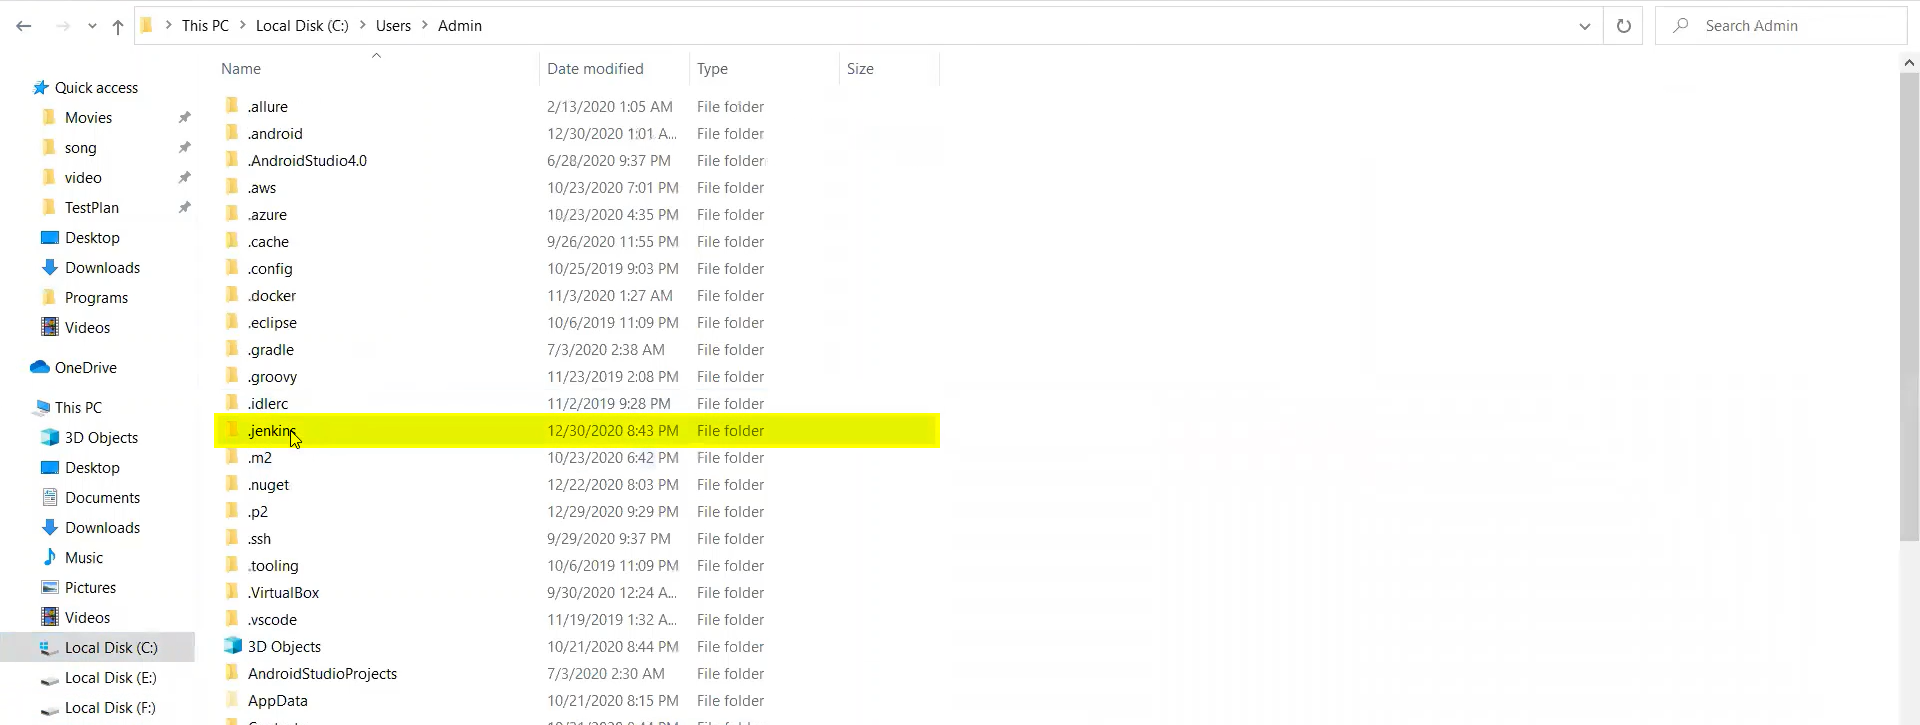 This PC > Local Disk (C:) > Users > Admin
Search Admin
Name Date modified Type Size
Quick access
Movies
song
video
TestPlan
Desktop
Downloads
Programs
Videos
OneDrive
This PC
3D Objects
Desktop
Documents
Downloads
Music
Pictures
Videos
Local Disk (C:)
Local Disk (E:)
Local Disk (F:)
.allure 2/13/2020 1:05 AM File folder
.android 12/30/2020 1:01 A... File folder
.AndroidStudio4.0 6/28/2020 9:37 PM File folder
.aws 10/23/2020 7:01 PM File folder
.azure 10/23/2020 4:35 PM File folder
.cache 9/26/2020 11:55 PM File folder
.config 10/25/2019 9:03 PM File folder
.docker 11/3/2020 1:27 AM File folder
.eclipse 10/6/2019 11:09 PM File folder
.gradle 7/3/2020 2:38 AM File folder
.groovy 11/23/2019 2:08 PM File folder
.idlerc 11/2/2019 9:28 PM File folder
.jenkins 12/30/2020 8:43 PM File folder
.m2 10/23/2020 6:42 PM File folder
.nuget 12/22/2020 8:03 PM File folder
.p2 12/29/2020 9:29 PM File folder
.ssh 9/29/2020 9:37 PM File folder
.tooling 10/6/2019 11:09 PM File folder
.VirtualBox 9/30/2020 12:24 A... File folder
.vscode 11/19/2019 1:32 A... File folder
3D Objects 10/21/2020 8:44 PM File folder
AndroidStudioProjects 7/3/2020 2:30 AM File folder
AppData 10/21/2020 8:15 PM File folder